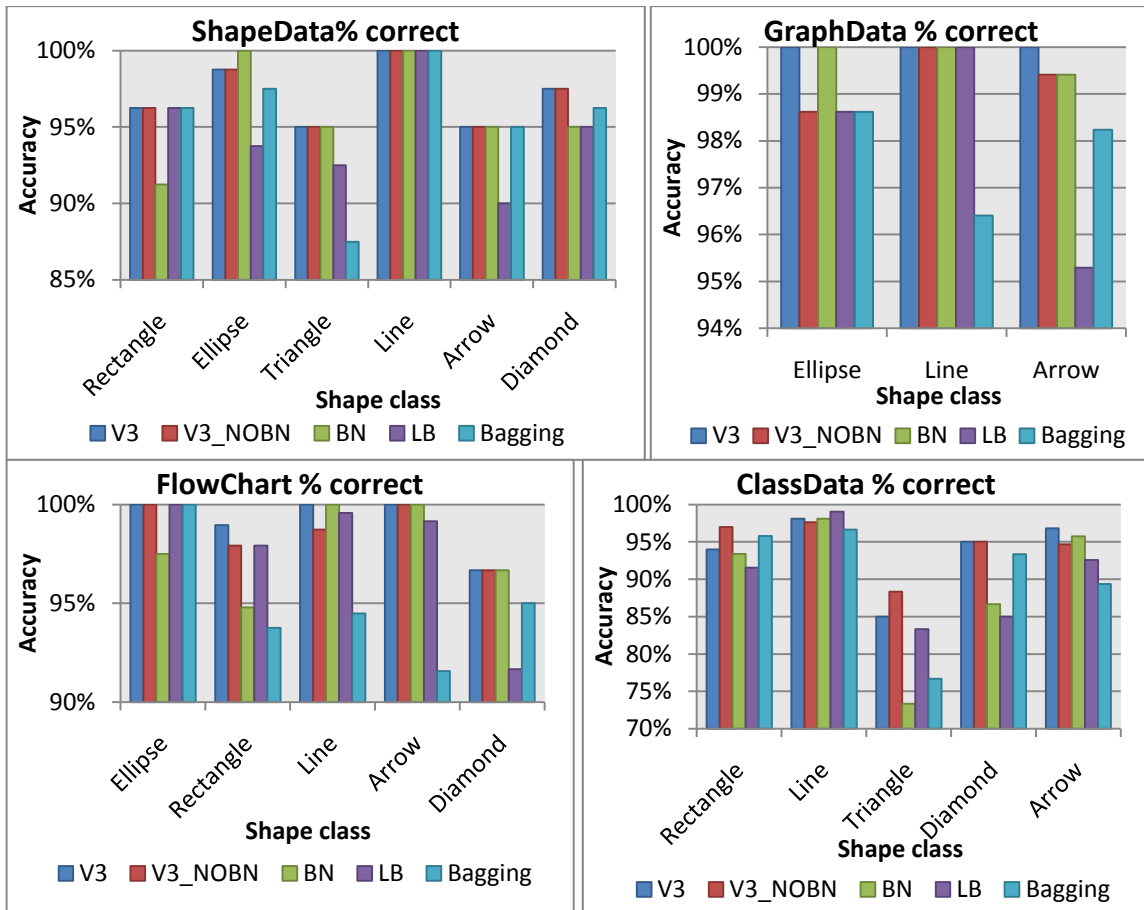 ShapeData% correct
100%
95%
90%
85%
Accuracy
Rectangle
Ellipse
Triangle
Line
Arrow
Diamond
Shape class
V3 V3_NOBN BN LB Bagging
GraphData % correct
100%
99%
98%
97%
96%
95%
94%
Accuracy
Ellipse Line Arrow
Shape class
V3 V3_NOBN BN LB Bagging
FlowChart % correct
100%
95%
90%
Accuracy
Ellipse
Rectangle
Line
Arrow
Diamond
Shape class
V3 V3_NOBN BN LB Bagging
ClassData % correct
100%
95%
90%
85%
80%
75%
70%
Accuracy
Rectangle
Line
Triangle
Diamond
Arrow
Shape class
V3 V3_NOBN BN LB Bagging